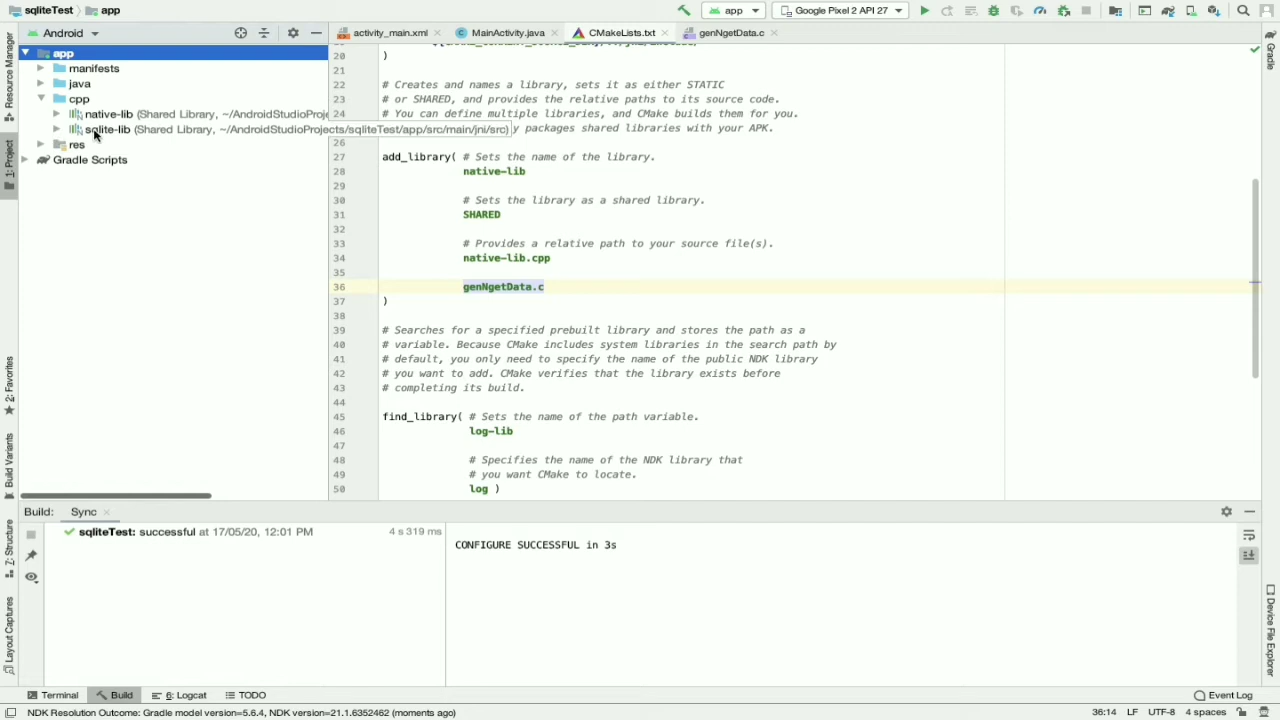 sqliteTest
app
app
Google Pixel 2 API 27
Android
activity_main.xml
MainActivity.java
CMakeLists.txt
genNgetData.c
Resource Manager
1: Project
2: Favorites
Build Variants
Z: Structure
Layout Captures
Gradle
Device File Explorer
app
manifests
java
cpp
native-lib (Shared Library, ~/AndroidStudioProje
sqlite-lib (Shared Library, ~/AndroidStudioProjects/sqliteTest/app/src/main/jni/src)
res
Gradle Scripts
20 )
21
22 # Creates and names a library, sets it as either STATIC
23 # or SHARED, and provides the relative paths to its source code.
24 # You can define multiple libraries, and CMake builds them for you.
y packages shared libraries with your APK.
26
27 add_library( # Sets the name of the library.
28 native-lib
29
30 # Sets the library as a shared library.
31 SHARED
32
33 # Provides a relative path to your source file(s).
34 native-lib.cpp
35
36 genNgetData.c
37 )
38
39 # Searches for a specified prebuilt library and stores the path as a
40 # variable. Because CMake includes system libraries in the search path by
41 # default, you only need to specify the name of the public NDK library
42 # you want to add. CMake verifies that the library exists before
43 # completing its build.
44
45 find_library( # Sets the name of the path variable.
46 log-lib
47
48 # Specifies the name of the NDK library that
49 # you want CMake to locate.
50 log )
Build: Sync
sqliteTest: successful at 17/05/20, 12:01 PM 4 s 319 ms
CONFIGURE SUCCESSFUL in 3s
Terminal Build 6: Logcat TODO Event Log
NDK Resolution Outcome: Gradle model version=5.6.4, NDK version=21.1.6352462 (moments ago) 36:14 LF UTF-8 4 spaces